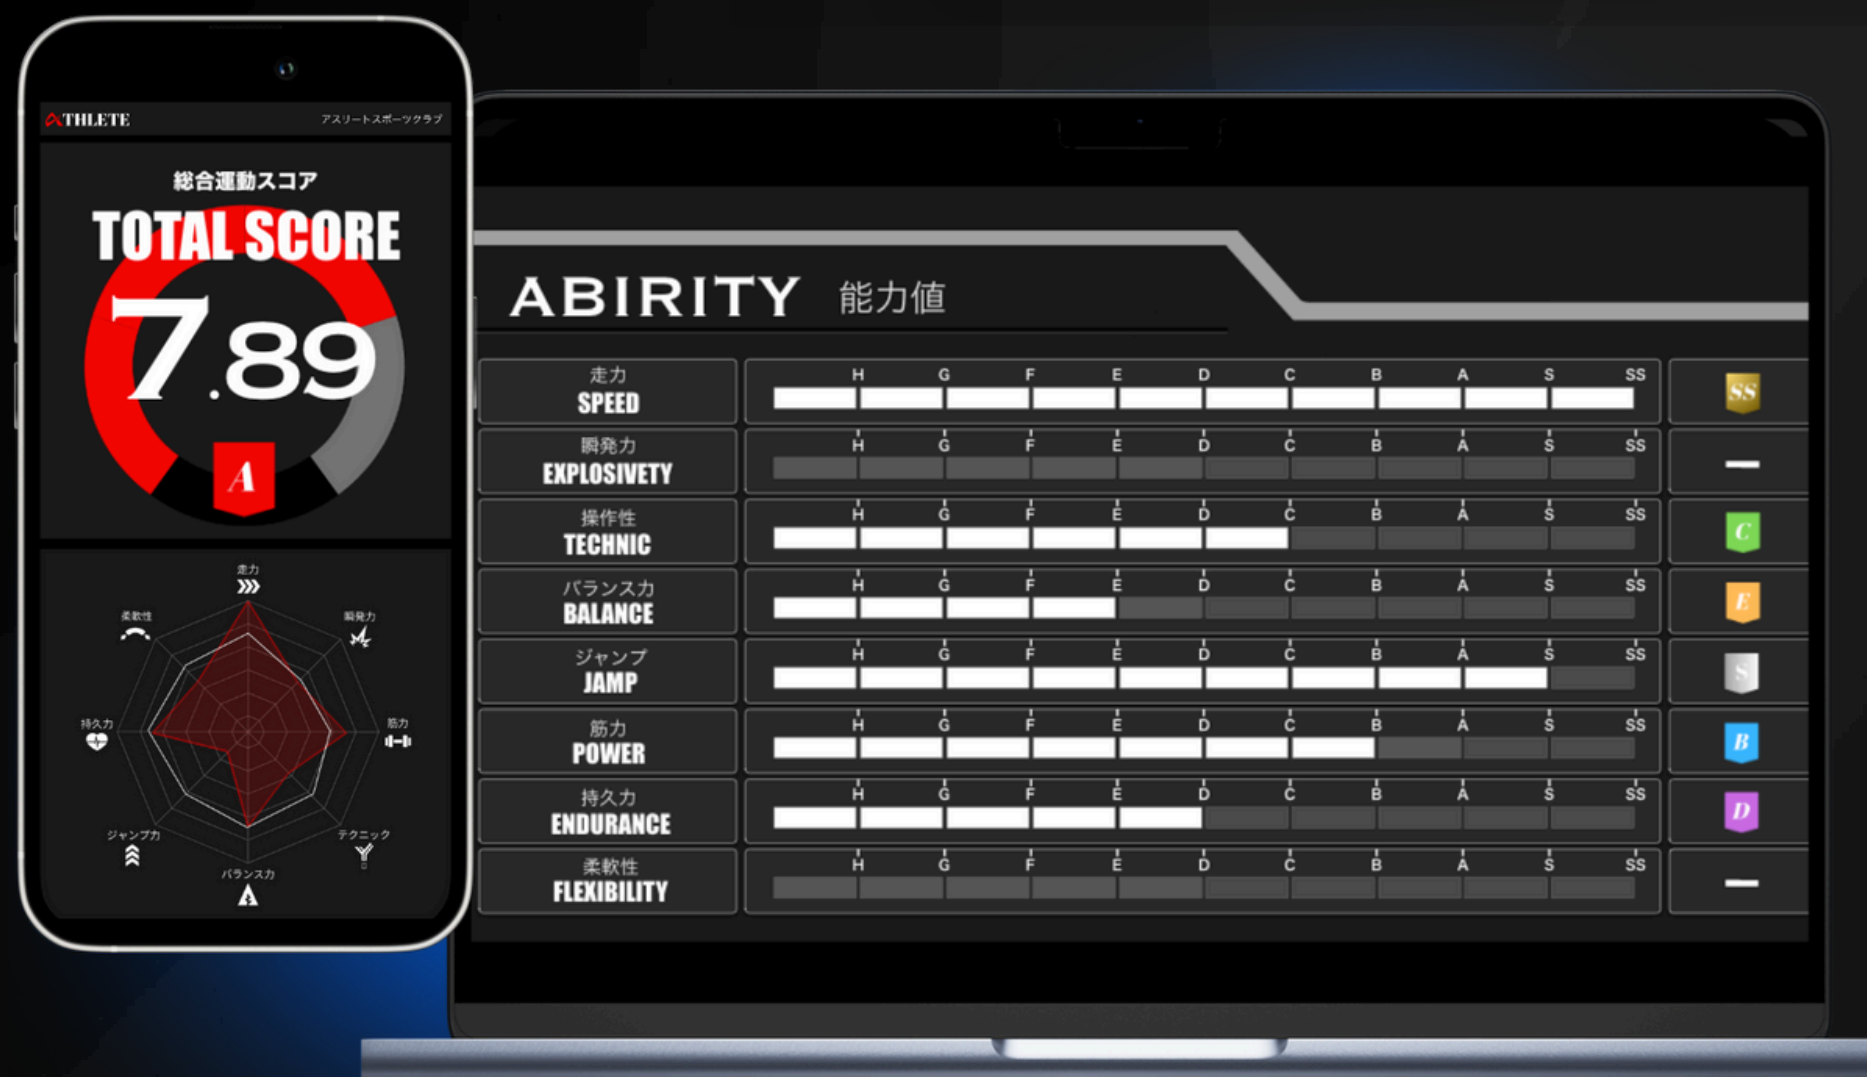 ATHLETE
アスリートスポーツクラブ
総合運動スコア
TOTAL SCORE
7.89
A
走力
瞬発力
筋力
テクニック
バランス力
ジャンプ力
持久力
柔軟性
ABIRITY 能力値
走力
SPEED
H G F E D C B A S SS
SS
瞬発力
EXPLOSIVETY
H G F E D C B A S SS
操作性
TECHNIC
H G F E D C B A S SS
C
バランス力
BALANCE
H G F E D C B A S SS
E
ジャンプ
JAMP
H G F E D C B A S SS
S
筋力
POWER
H G F E D C B A S SS
B
持久力
ENDURANCE
H G F E D C B A S SS
D
柔軟性
FLEXIBILITY
H G F E D C B A S SS